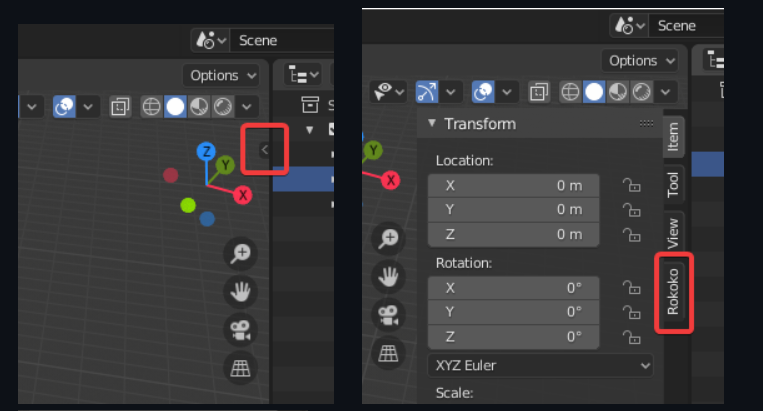 Scene
Options
Z
Y
X
Scene
Options
Transform
Item
Location:
X 0 m
Y 0 m
Z 0 m
Tool
View
Rotation:
X 0°
Y 0°
Z 0°
Rokoko
XYZ Euler
Scale:
Y
X